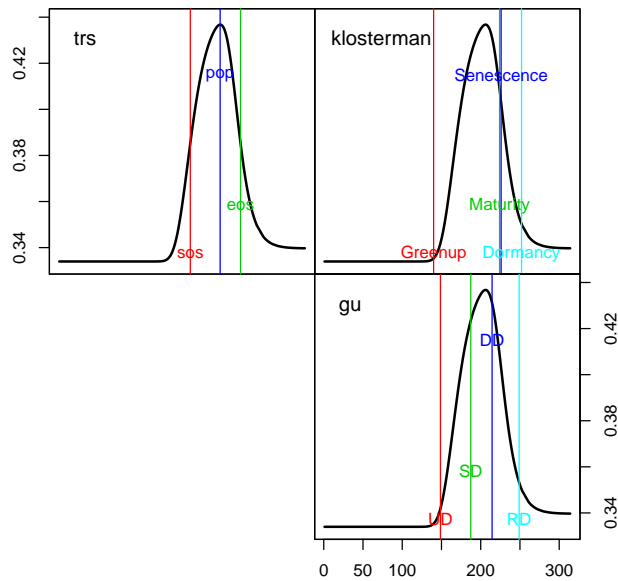 trs
pop
eos
sos
0.34
0.38
0.42
klosterman
Senescence
Maturity
Greenup
Dormancy
gu
DD
SD
UD
RD
0.34
0.38
0.42
0 50 100 200 300